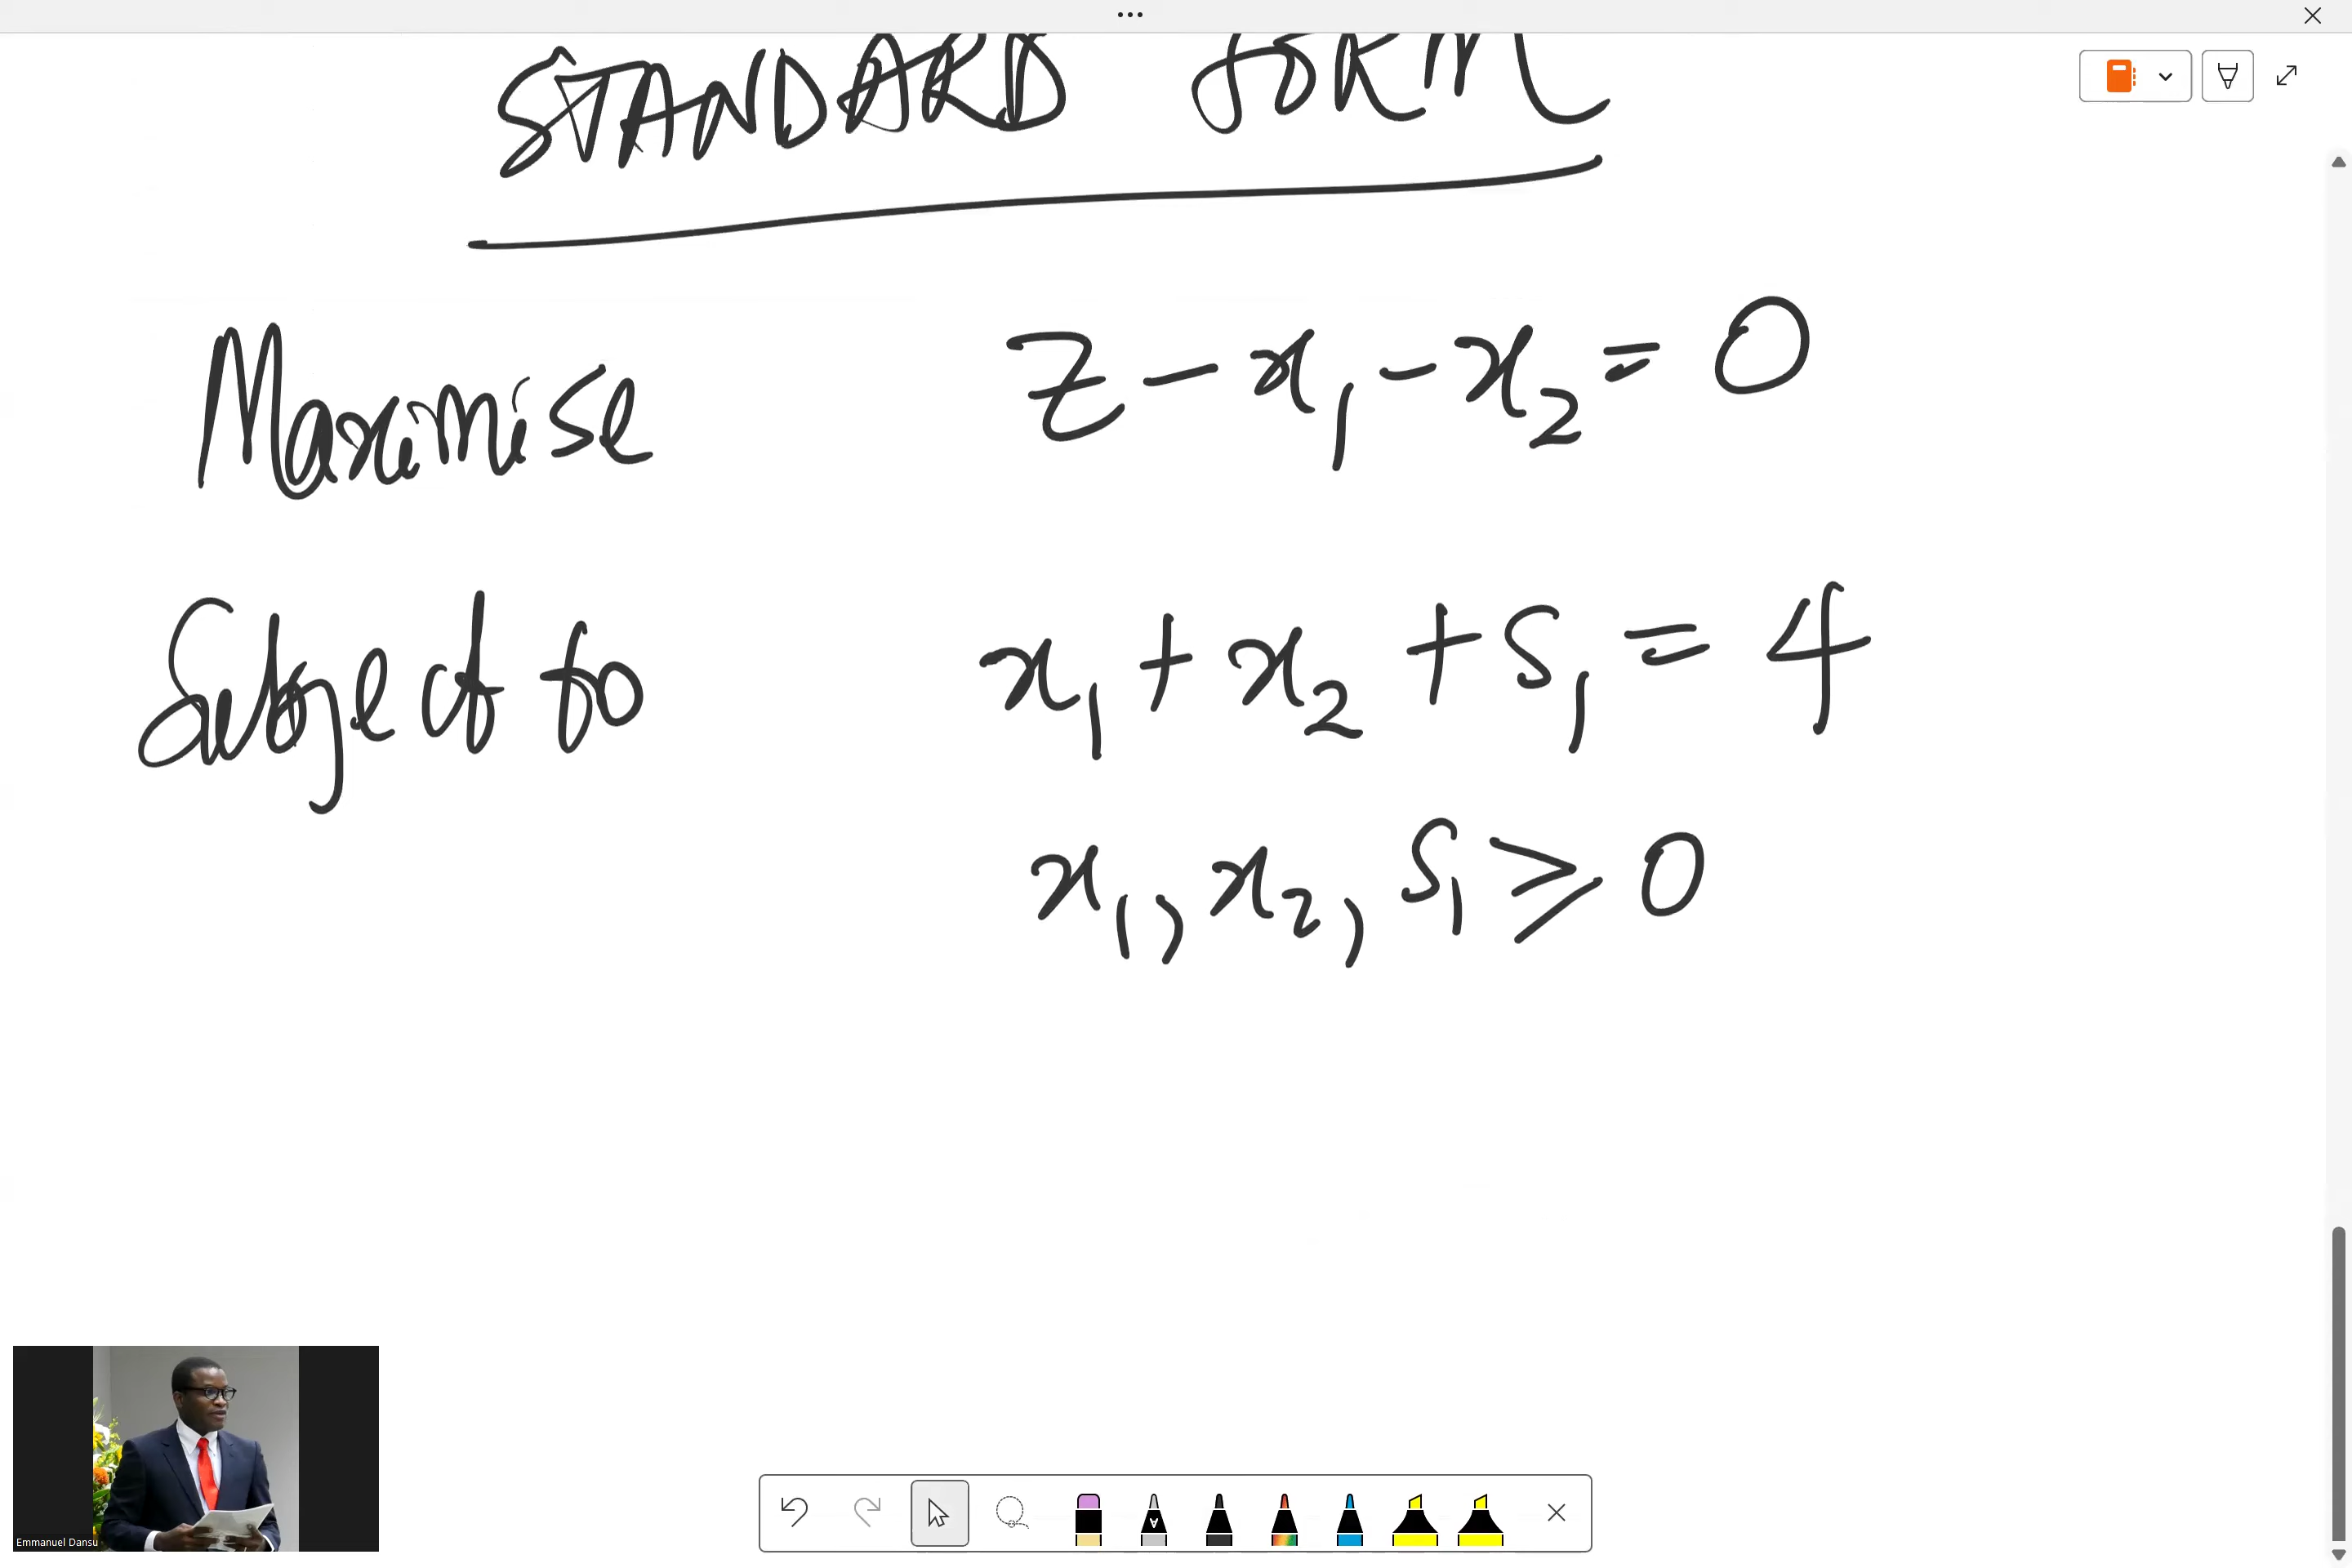 STANDARD FORM
Maximise z - x₁ - x₂ = 0
Subject to x₁ + x₂ + s₁ = 4
x₁, x₂, s₁ ⩾ 0
Emmanuel Dansu